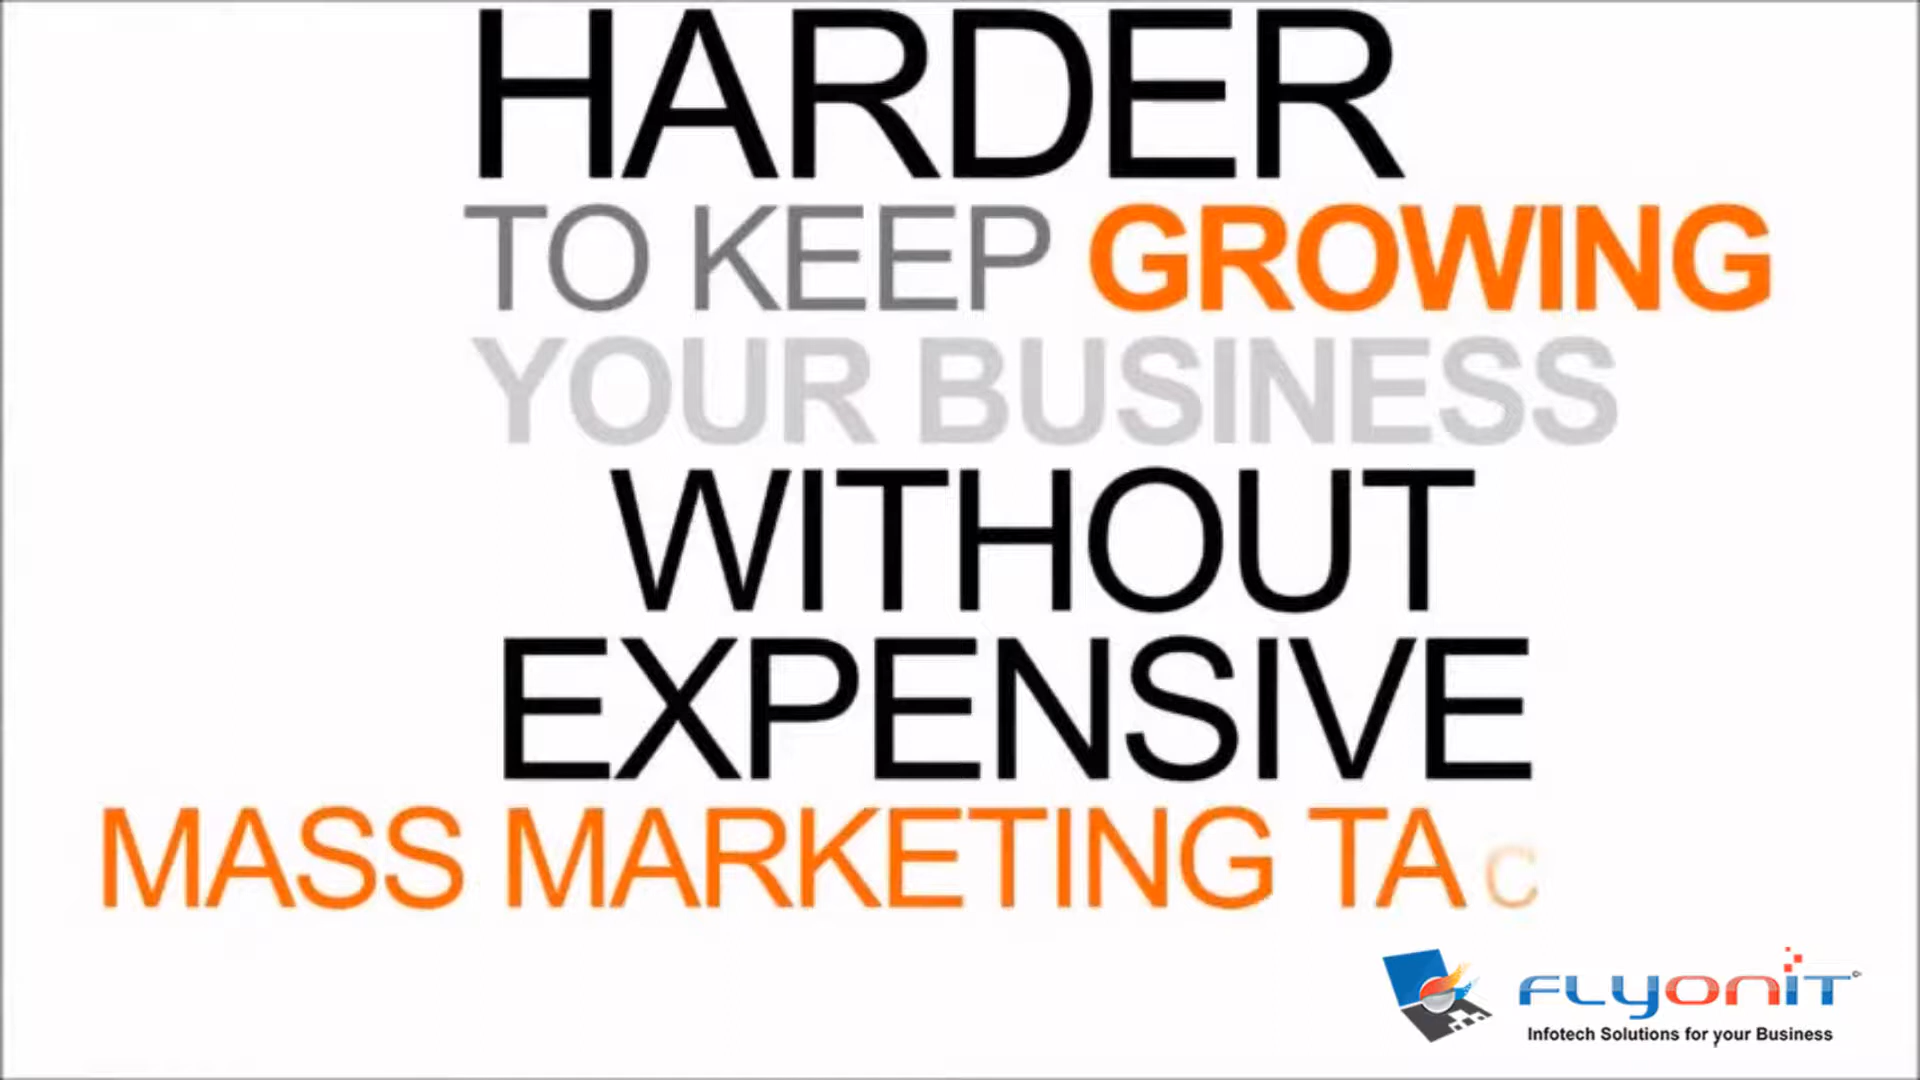 HARDER
TO KEEP GROWING
YOUR BUSINESS
WITHOUT
EXPENSIVE
MASS MARKETING TA C
FLYONIT
Infotech Solutions for your Business